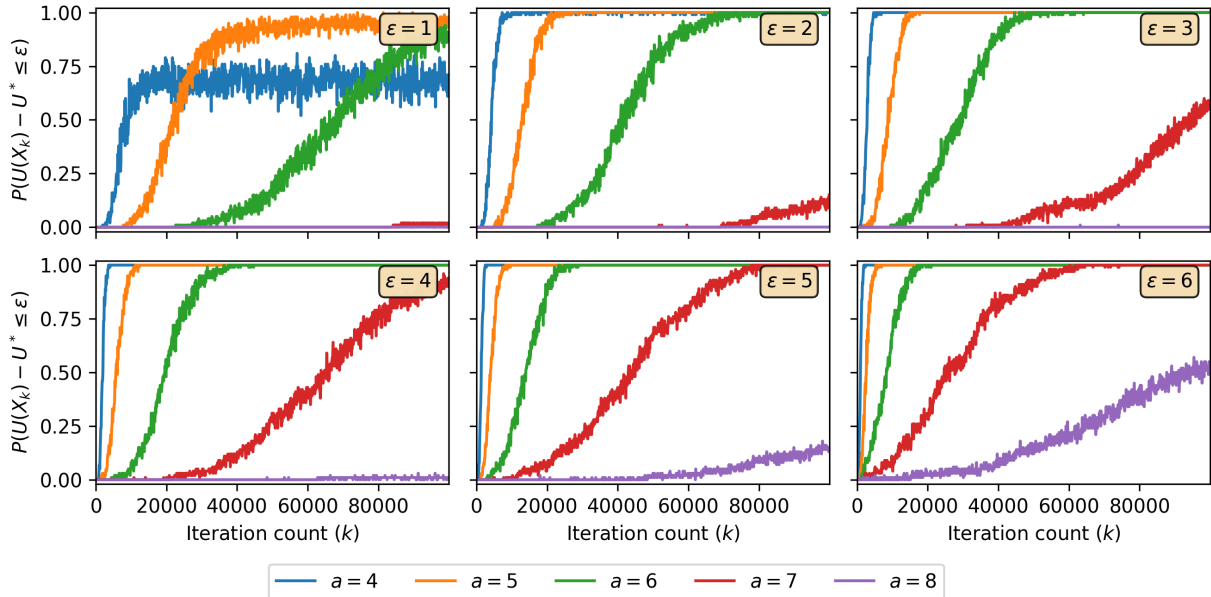 P(U(X_k) − U* ≤ ε)
1.00
0.75
0.50
0.25
0.00
ε = 1
ε = 2
ε = 3
P(U(X_k) − U* ≤ ε)
1.00
0.75
0.50
0.25
0.00
ε = 4
ε = 5
ε = 6
0 20000 40000 60000 80000
0 20000 40000 60000 80000
0 20000 40000 60000 80000
Iteration count (k)
Iteration count (k)
Iteration count (k)
a = 4 a = 5 a = 6 a = 7 a = 8